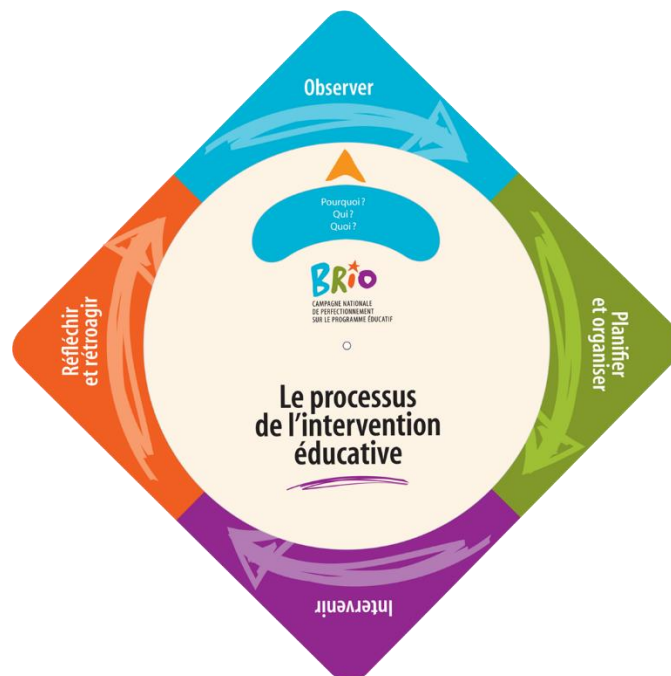 Observer
Pourquoi ?
Qui ?
Quoi ?
BRiO
CAMPAGNE NATIONALE
DE PERFECTIONNEMENT
SUR LE PROGRAMME ÉDUCATIF
Le processus
de l'intervention
éducative
Planifier
et organiser
Intervenir
Réfléchir
et rétroagir